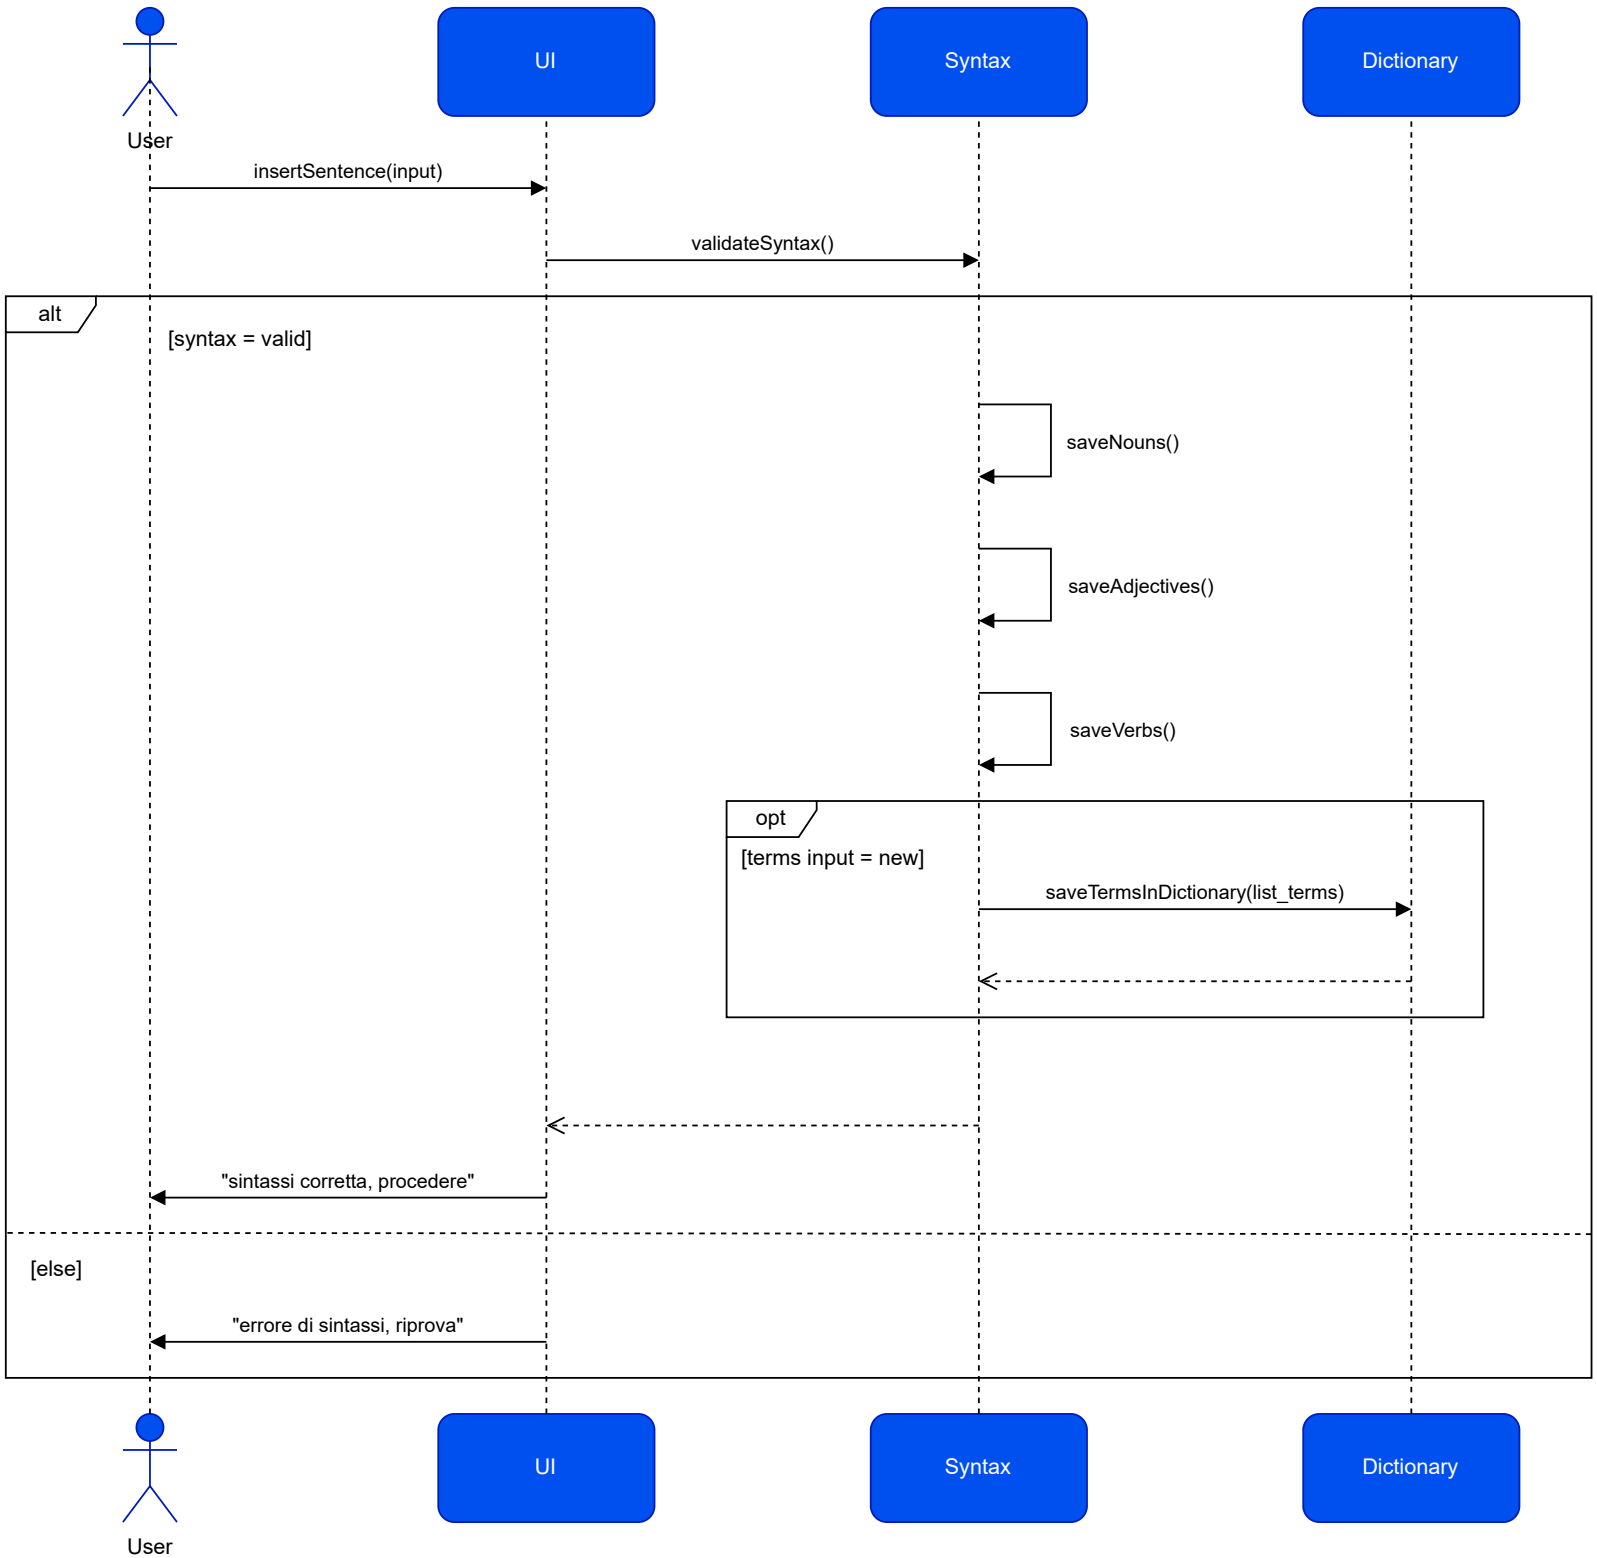 UI
Syntax
Dictionary
User
insertSentence(input)
validateSyntax()
alt
[syntax = valid]
saveNouns()
saveAdjectives()
saveVerbs()
opt
[terms input = new]
saveTermsInDictionary(list_terms)
"sintassi corretta, procedere"
[else]
"errore di sintassi, riprova"
UI
Syntax
Dictionary
User